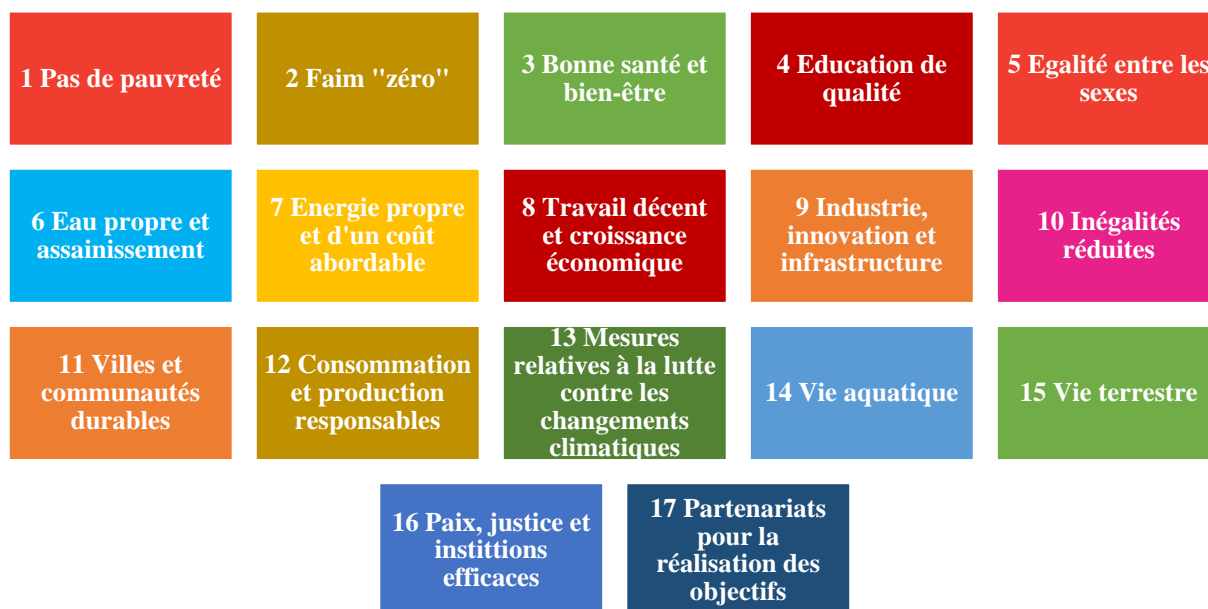 1 Pas de pauvreté
2 Faim "zéro"
3 Bonne santé et
bien-être
4 Education de
qualité
5 Egalité entre les
sexes
6 Eau propre et
assainissement
7 Energie propre
et d'un coût
abordable
8 Travail décent
et croissance
économique
9 Industrie,
innovation et
infrastructure
10 Inégalités
réduites
11 Villes et
communautés
durables
12 Consommation
et production
responsables
13 Mesures
relatives à la lutte
contre les
changements
climatiques
14 Vie aquatique
15 Vie terrestre
16 Paix, justice et
instittions
efficaces
17 Partenariats
pour la
réalisation des
objectifs